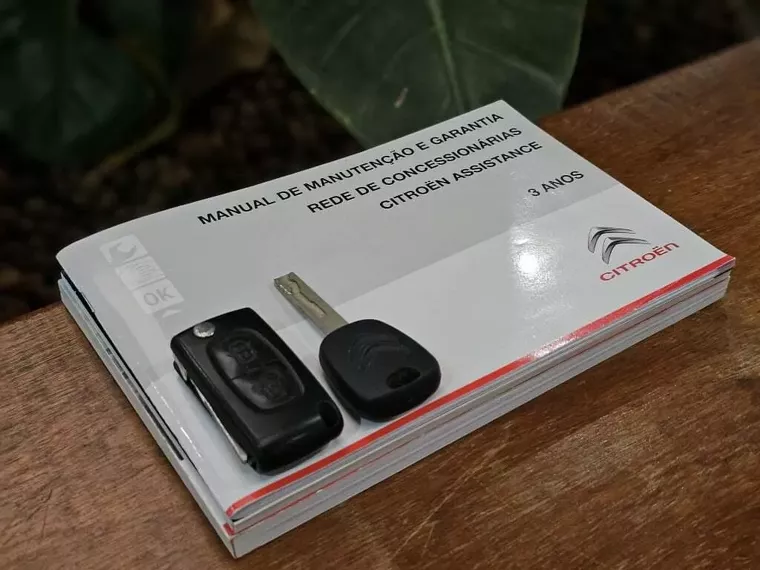 MANUAL DE MANUTENÇÃO E GARANTIA
REDE DE CONCESSIONÁRIAS
CITROËN ASSISTANCE
3 ANOS
CITROËN
OK